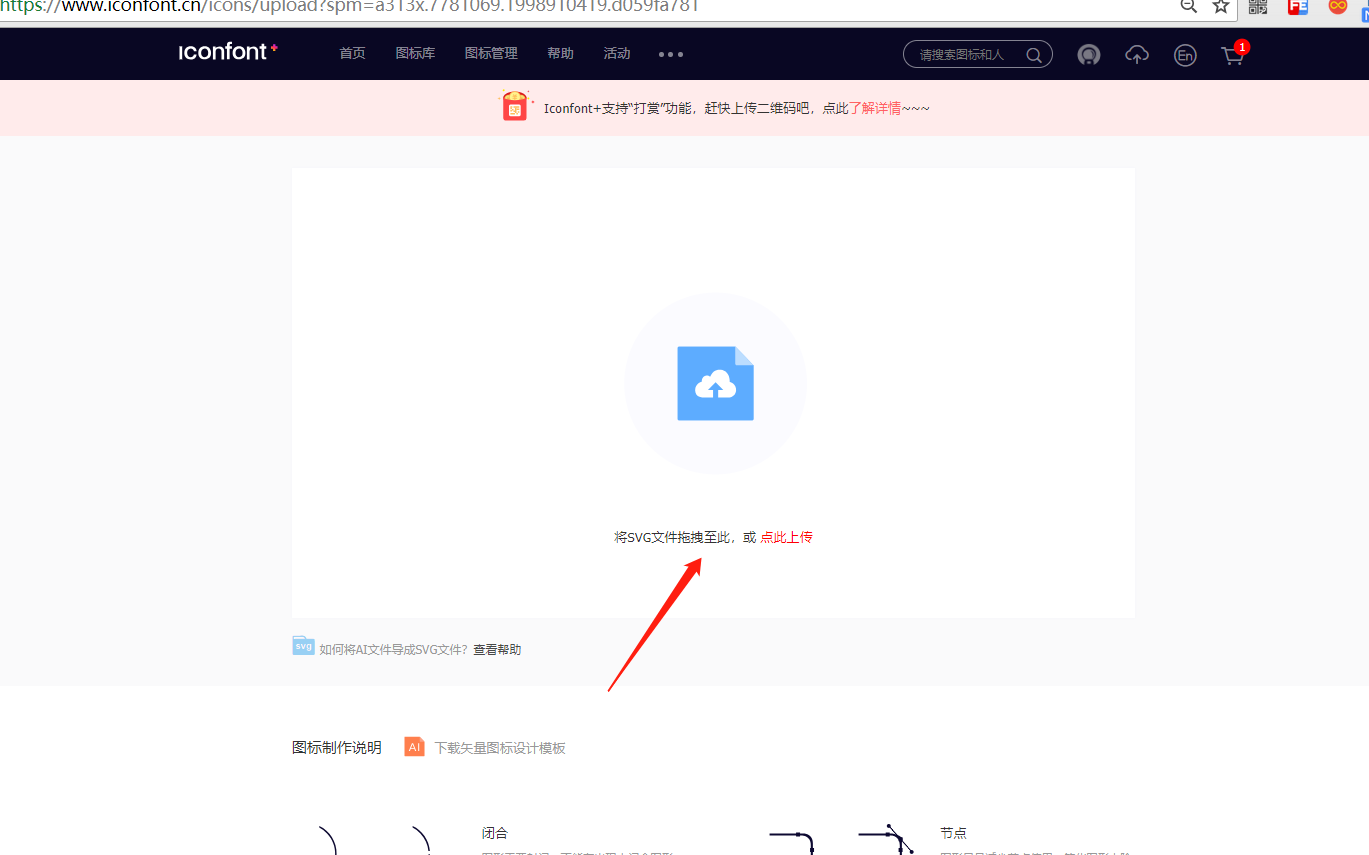 https://www.iconfont.cn/icons/upload?spm=a313x.7781069.1998910419.d059fa781
iconfont+ 首页 图标库 图标管理 帮助 活动 请搜索图标和人 En 1
Iconfont+支持“打赏”功能，赶快上传二维码吧，点此了解详情~~~
将SVG文件拖拽至此，或 点此上传
svg 如何将AI文件导成SVG文件？查看帮助
图标制作说明 AI 下载矢量图标设计模板
闭合 节点